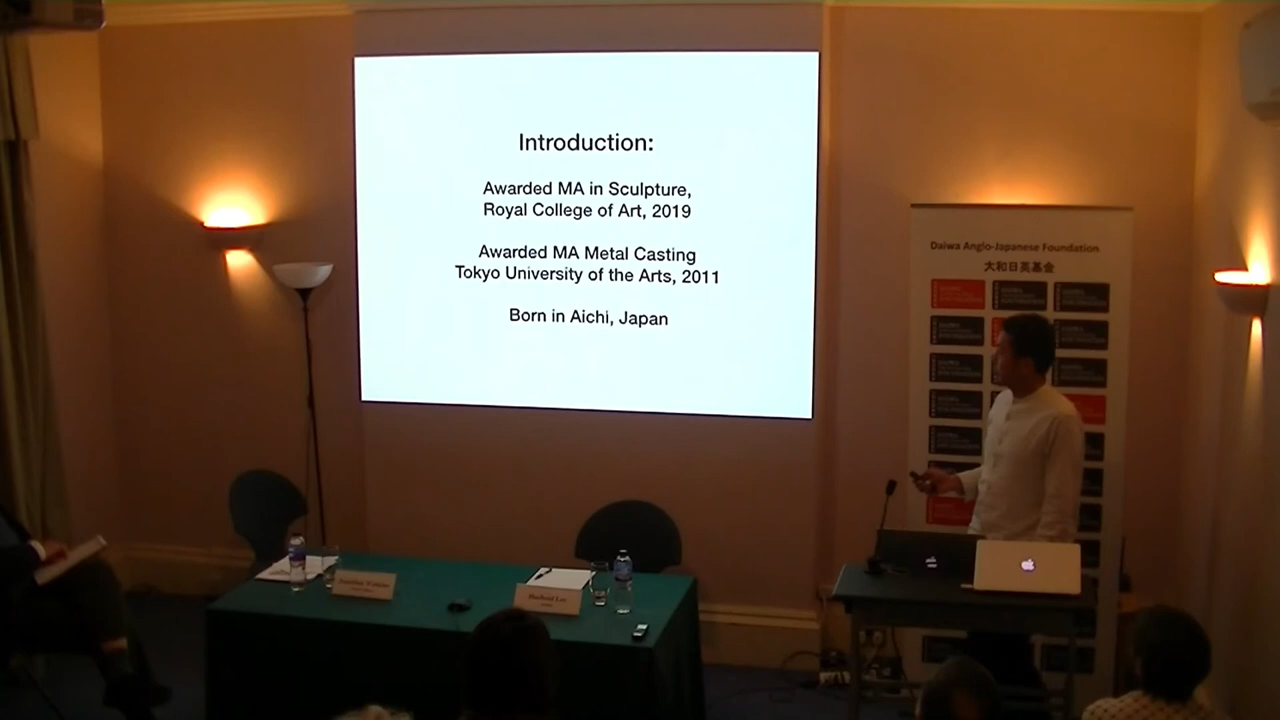 Introduction:
Awarded MA in Sculpture,
Royal College of Art, 2019
Awarded MA Metal Casting
Tokyo University of the Arts, 2011
Born in Aichi, Japan
Daiwa Anglo-Japanese Foundation
大和日英基金